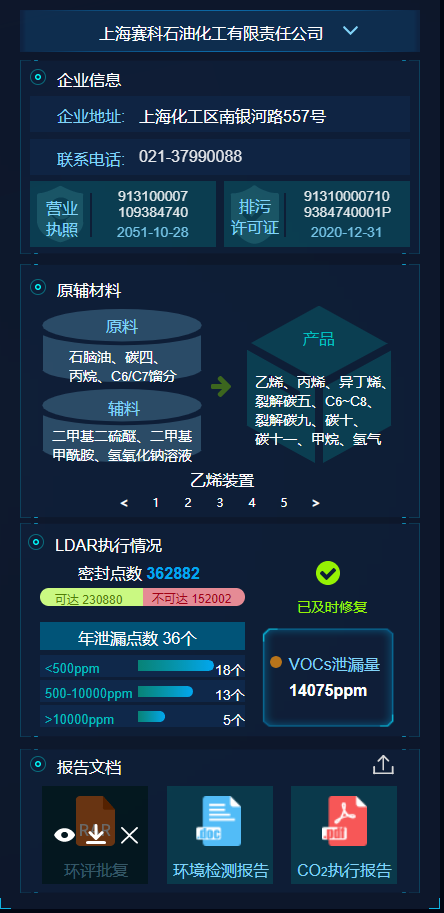 上海赛科石油化工有限责任公司
企业信息
企业地址: 上海化工区南银河路557号
联系电话: 021-37990088
营业
执照
913100007
109384740
2051-10-28
排污
许可证
91310000710
9384740001P
2020-12-31
原辅材料
原料
石脑油、碳四、
丙烷、C6/C7馏分
辅料
二甲基二硫醚、二甲基
甲酰胺、氢氧化钠溶液
产品
乙烯、丙烯、异丁烯、
裂解碳五、C6~C8、
裂解碳九、碳十、
碳十一、甲烷、氢气
乙烯装置
< 1 2 3 4 5 >
LDAR执行情况
密封点数 362882
可达 230880 不可达 152002
已及时修复
年泄漏点数 36个
<500ppm 18个
500-10000ppm 13个
>10000ppm 5个
VOCs泄漏量
14075ppm
报告文档
RAR
环评批复
.doc
环境检测报告
.pdf
CO₂执行报告